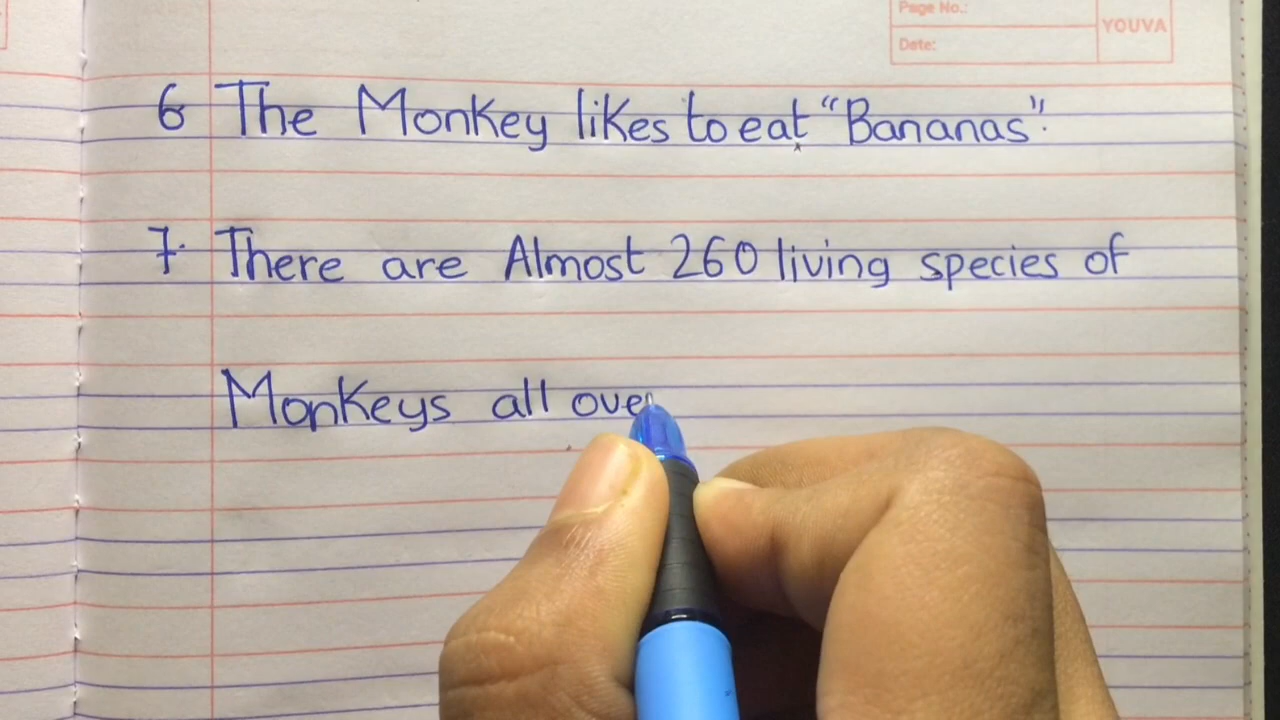 Page No.:
Date:
YOUVA
6 The Monkey likes to eat "Bananas".
7. There are Almost 260 living species of
Monkeys all ove